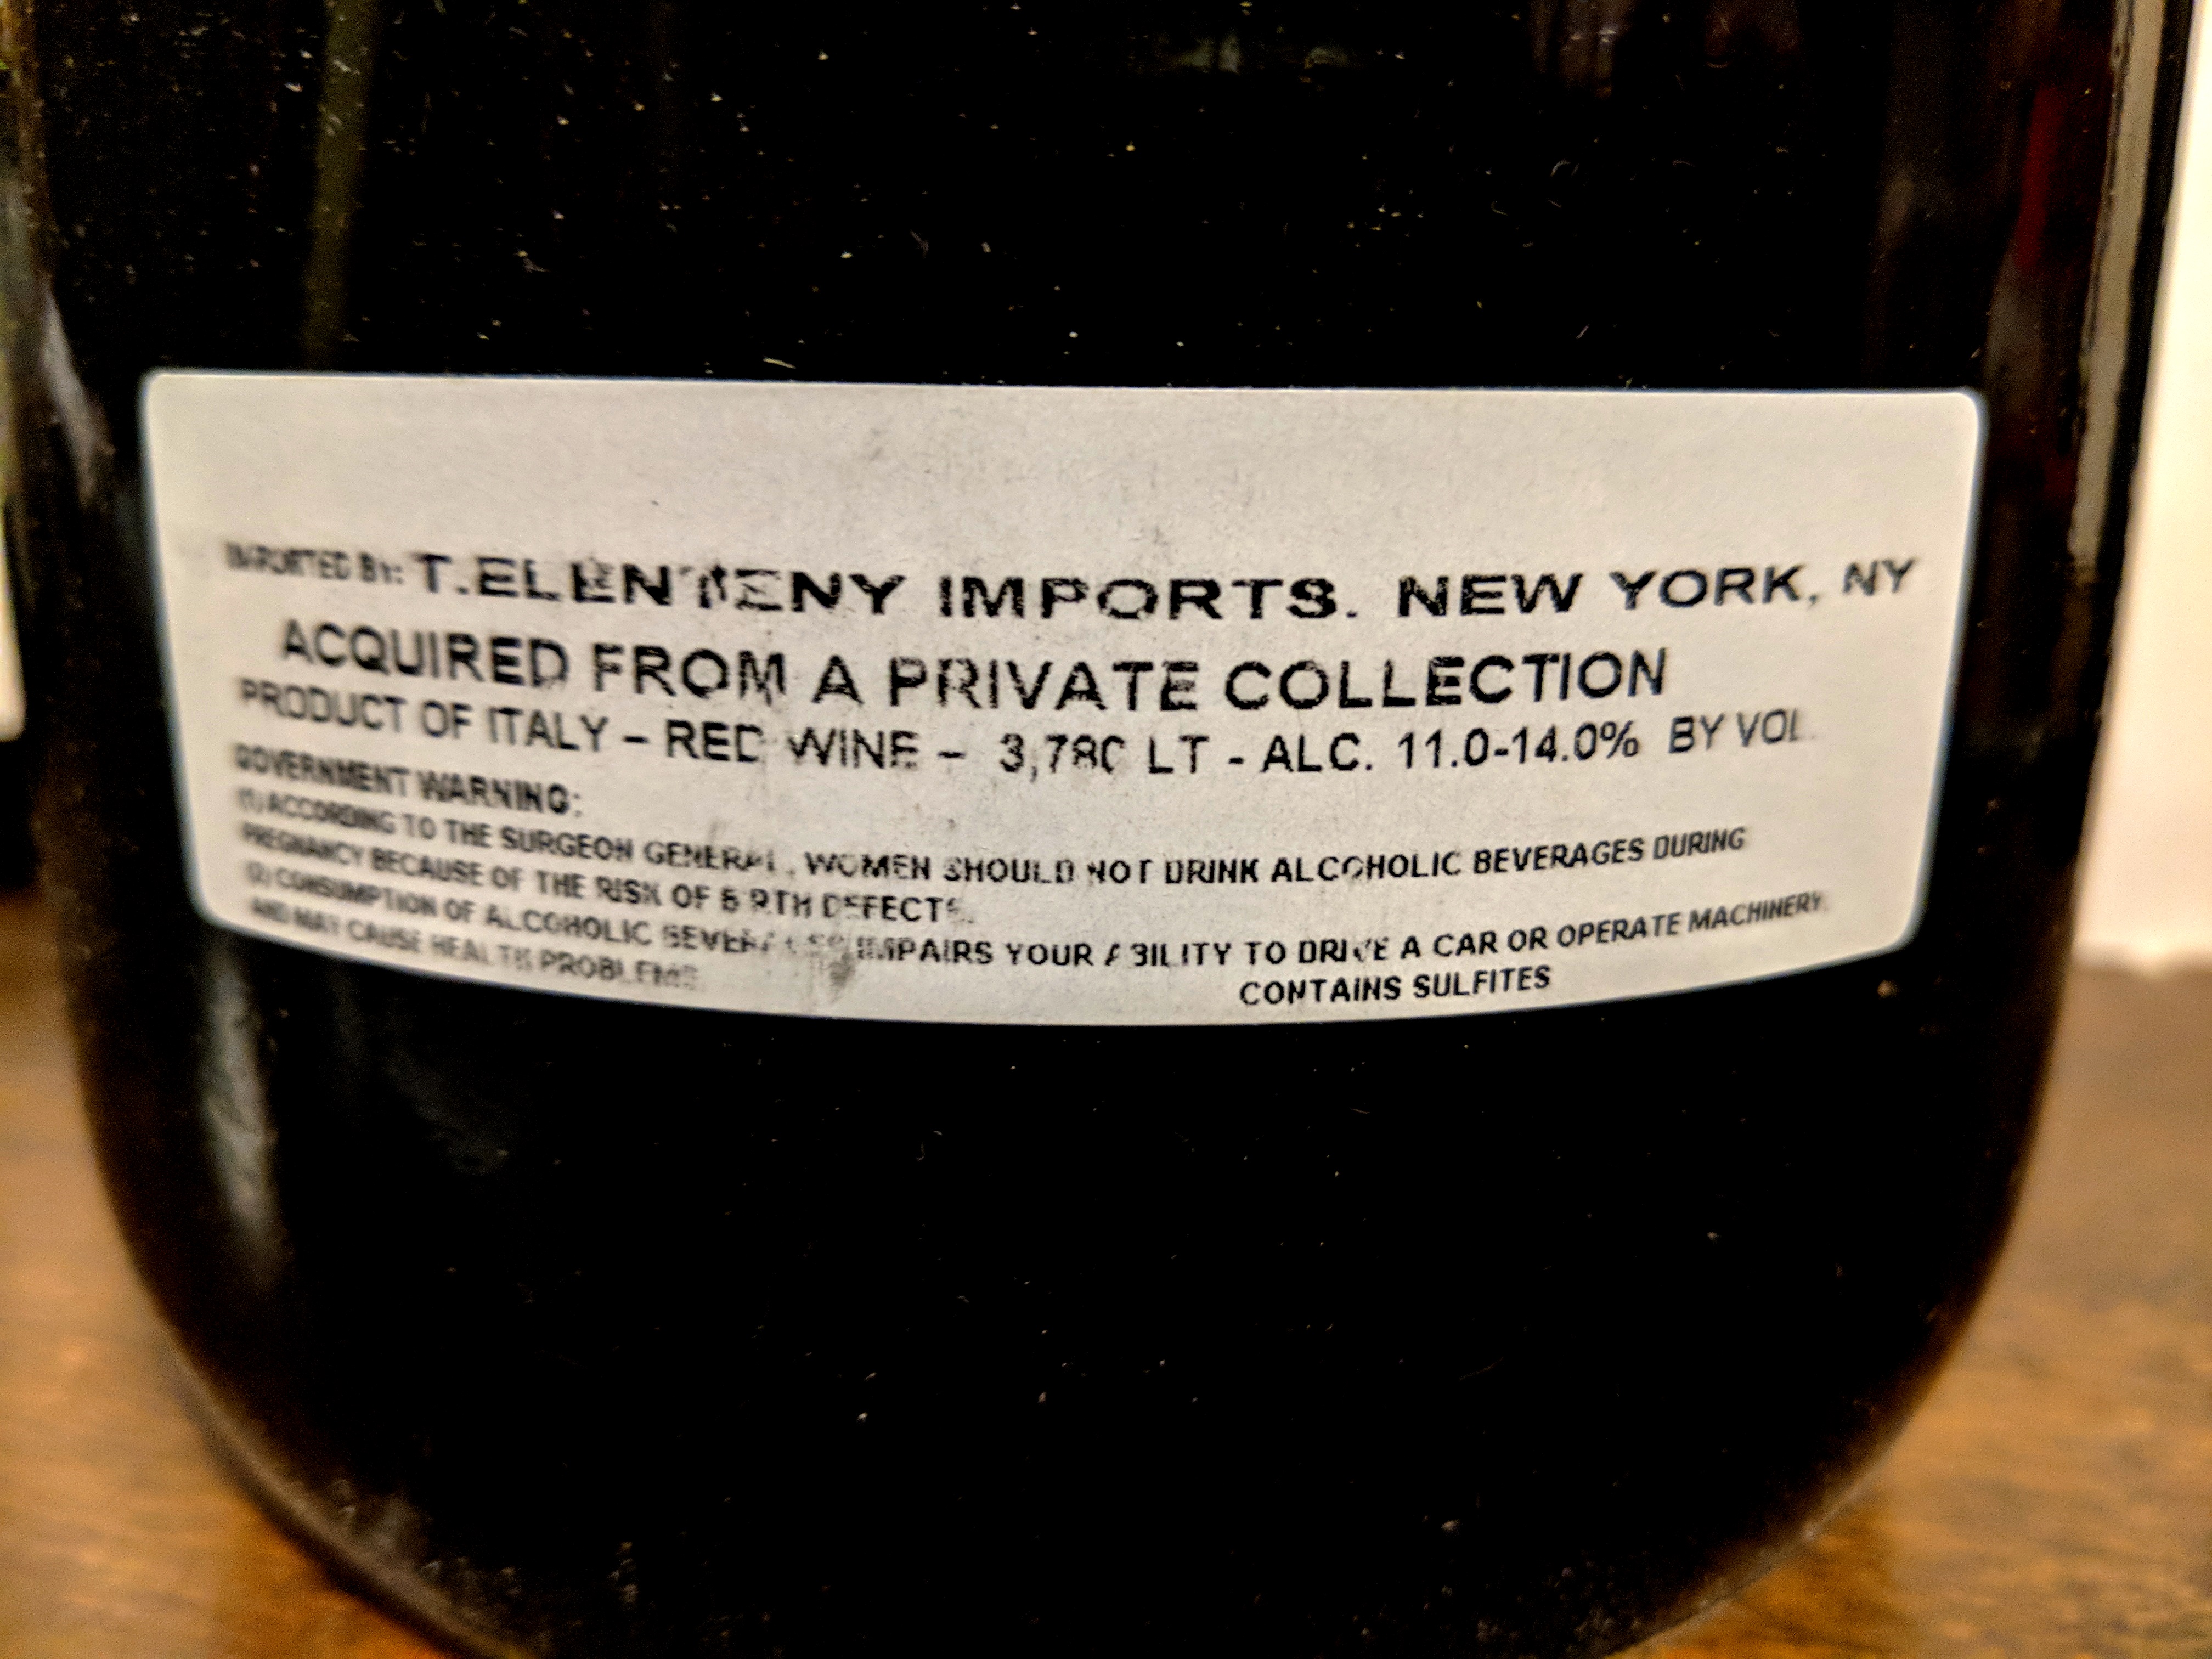 IMPORTED BY: T.ELENTENY IMPORTS. NEW YORK, NY
ACQUIRED FROM A PRIVATE COLLECTION
PRODUCT OF ITALY – RED WINE – 3,780 LT - ALC. 11.0-14.0% BY VOL.
GOVERNMENT WARNING:
(1) ACCORDING TO THE SURGEON GENERAL, WOMEN SHOULD NOT DRINK ALCOHOLIC BEVERAGES DURING
PREGNANCY BECAUSE OF THE RISK OF BIRTH DEFECTS.
(2) CONSUMPTION OF ALCOHOLIC BEVERAGES IMPAIRS YOUR ABILITY TO DRIVE A CAR OR OPERATE MACHINERY
AND MAY CAUSE HEALTH PROBLEMS
CONTAINS SULFITES